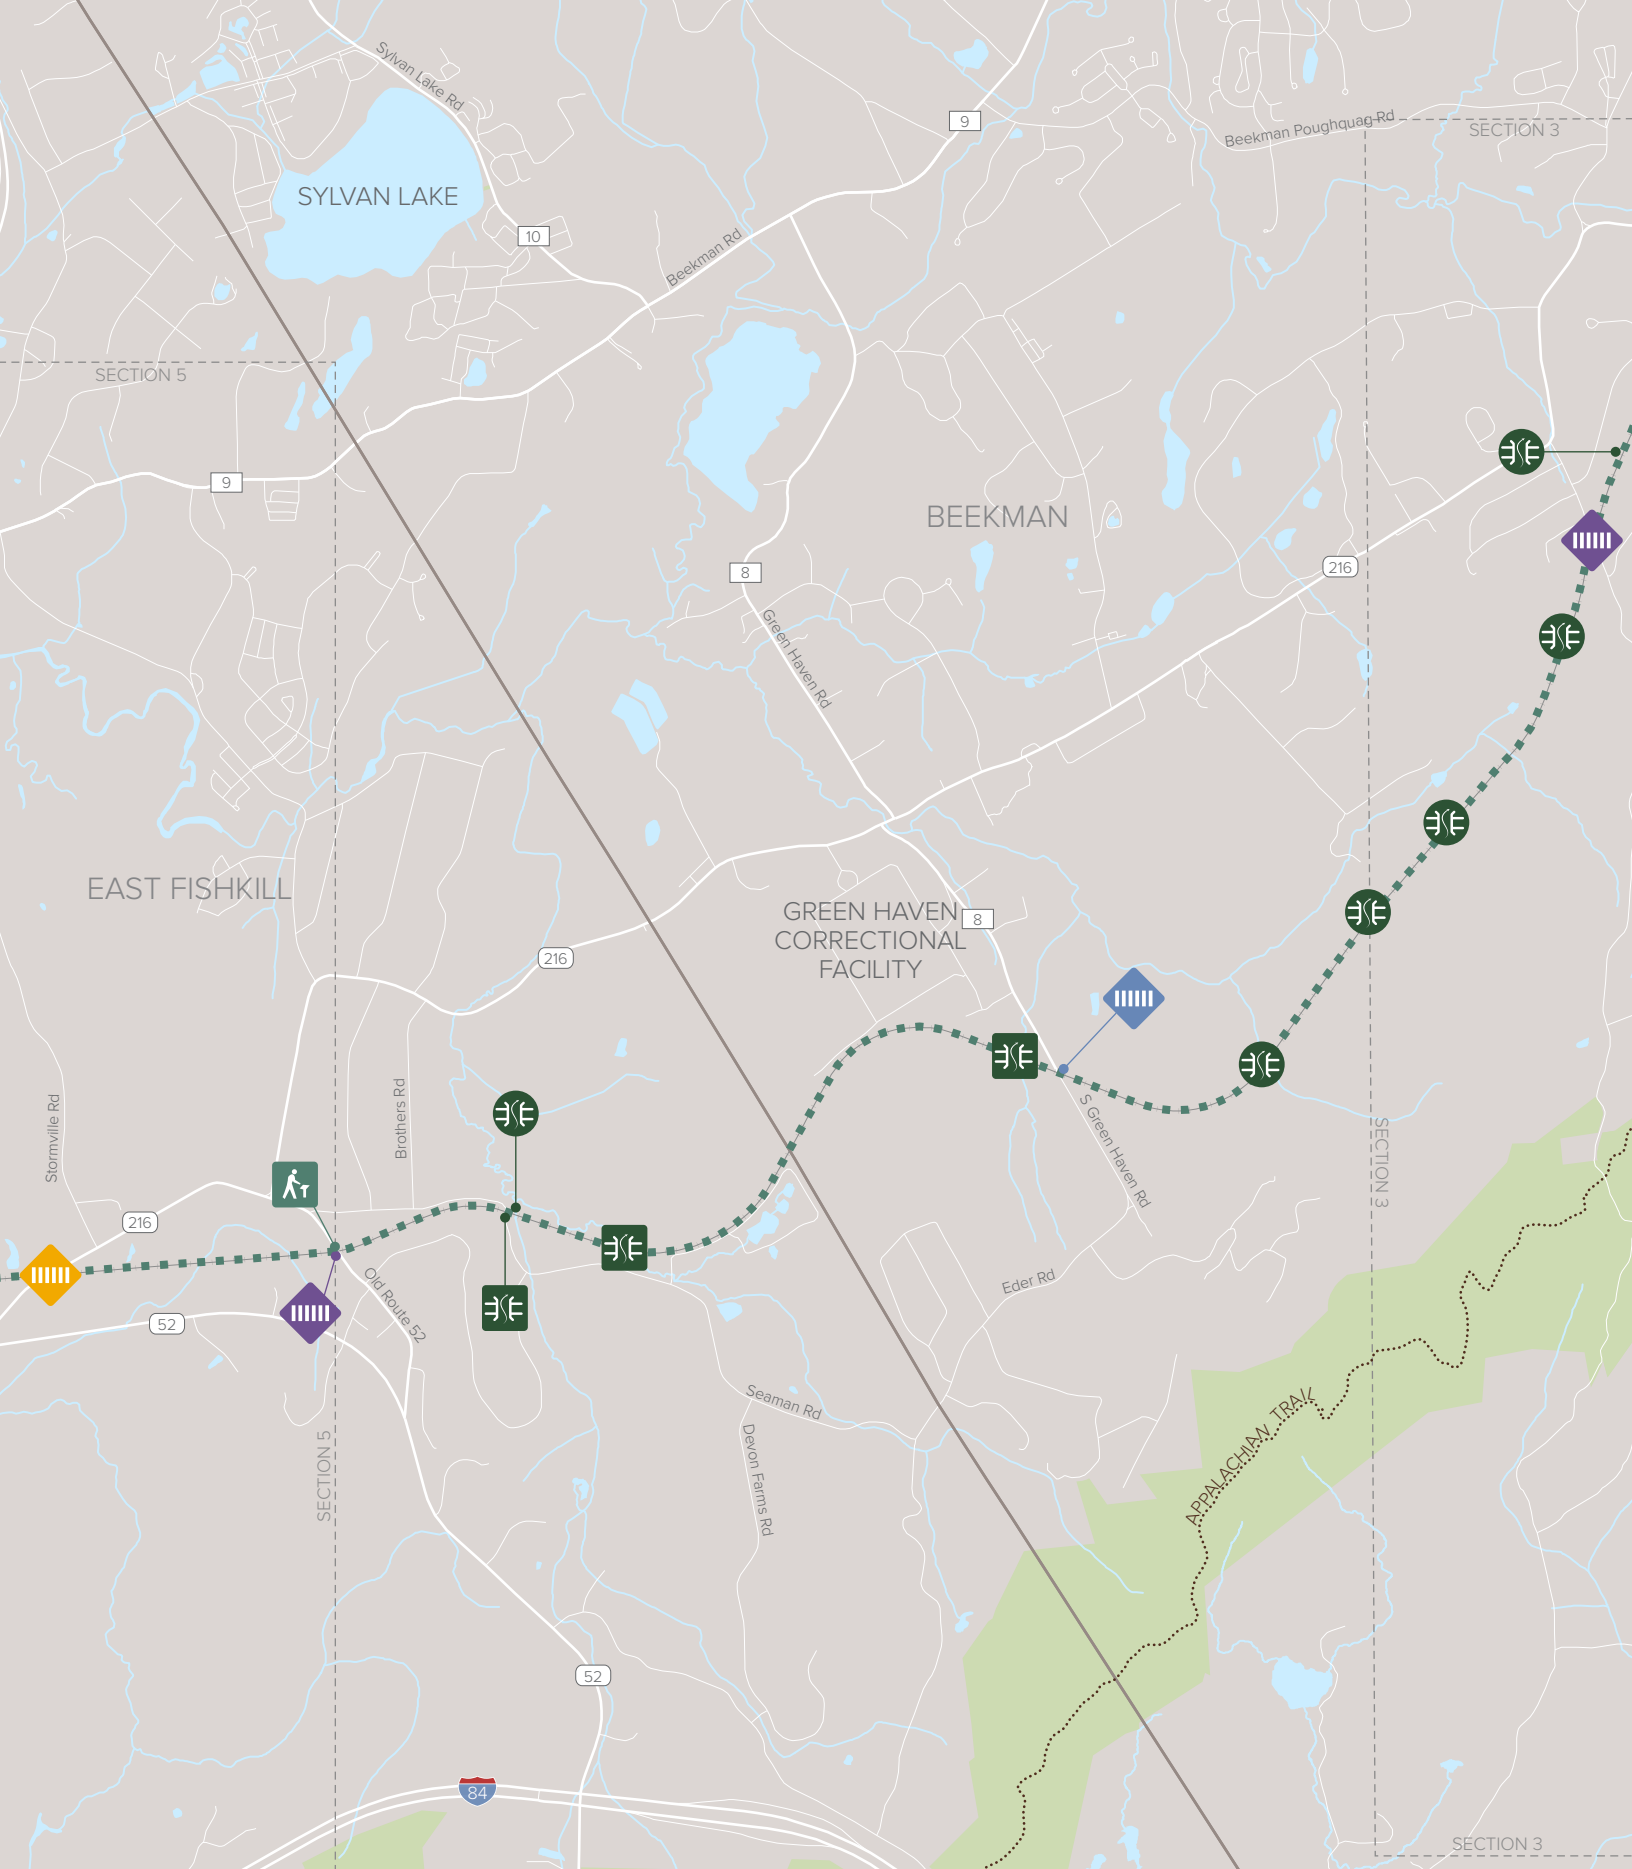 Sylvan Lake Rd
9
Beekman Poughquag Rd
SECTION 3
SYLVAN LAKE
10
Beekman Rd
SECTION 5
9
BEEKMAN
8
216
Green Haven Rd
EAST FISHKILL
GREEN HAVEN
CORRECTIONAL
FACILITY
8
216
Stormville Rd
Brothers Rd
S Green Haven Rd
SECTION 3
216
Old Route 52
52
Eder Rd
Seaman Rd
Devon Farms Rd
SECTION 5
APPALACHIAN TRAIL
52
84
SECTION 3